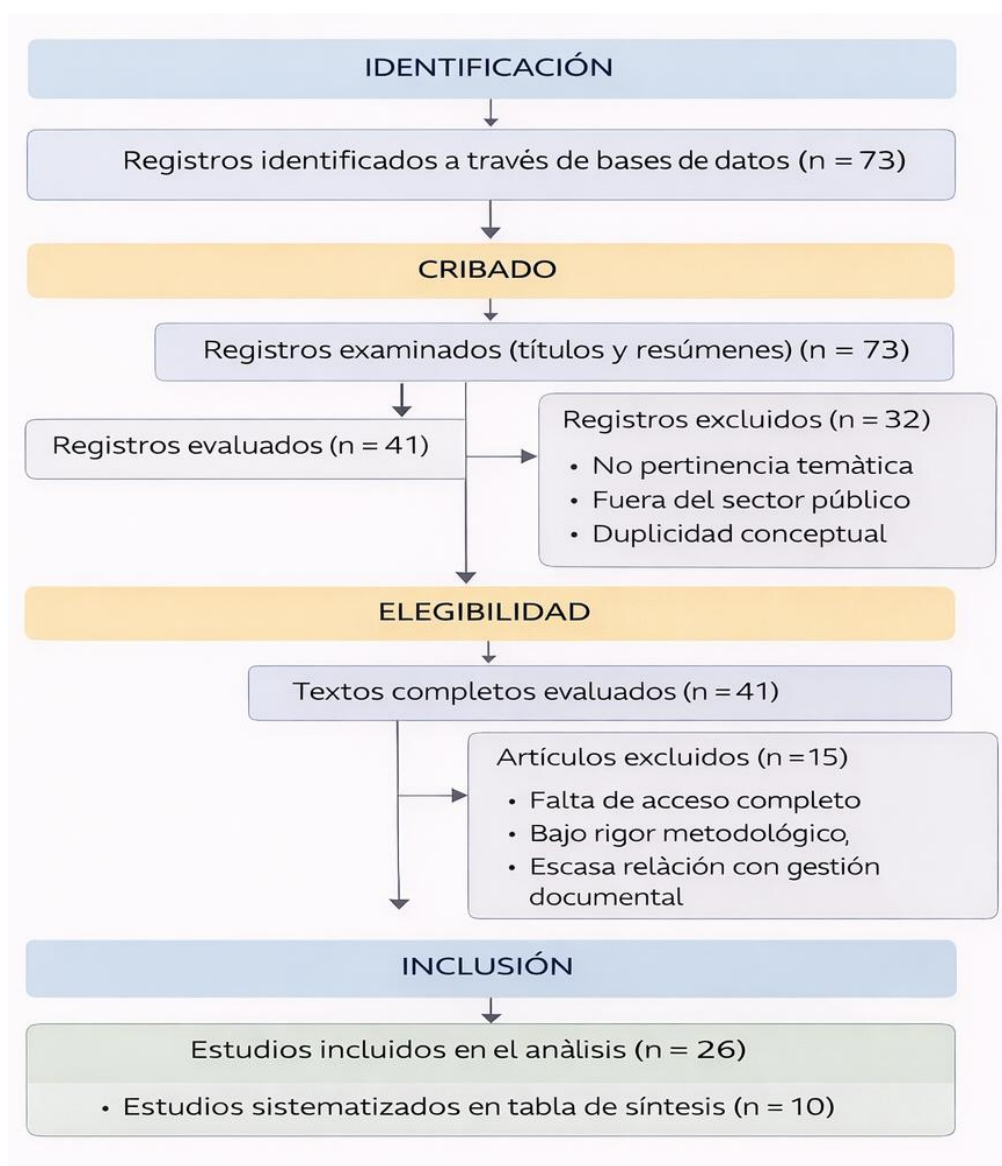 IDENTIFICACIÓN
Registros identificados a través de bases de datos (n = 73)
CRIBADO
Registros examinados (títulos y resúmenes) (n = 73)
Registros evaluados (n = 41)
Registros excluidos (n = 32)
• No pertinencia temàtica
• Fuera del sector público
• Duplicidad conceptual
ELEGIBILIDAD
Textos completos evaluados (n = 41)
Artículos excluidos (n = 15)
• Falta de acceso completo
• Bajo rigor metodológico,
• Escasa relàción con gestión
documental
INCLUSIÓN
Estudios incluidos en el anàlisis (n = 26)
• Estudios sistematizados en tabla de síntesis (n = 10)